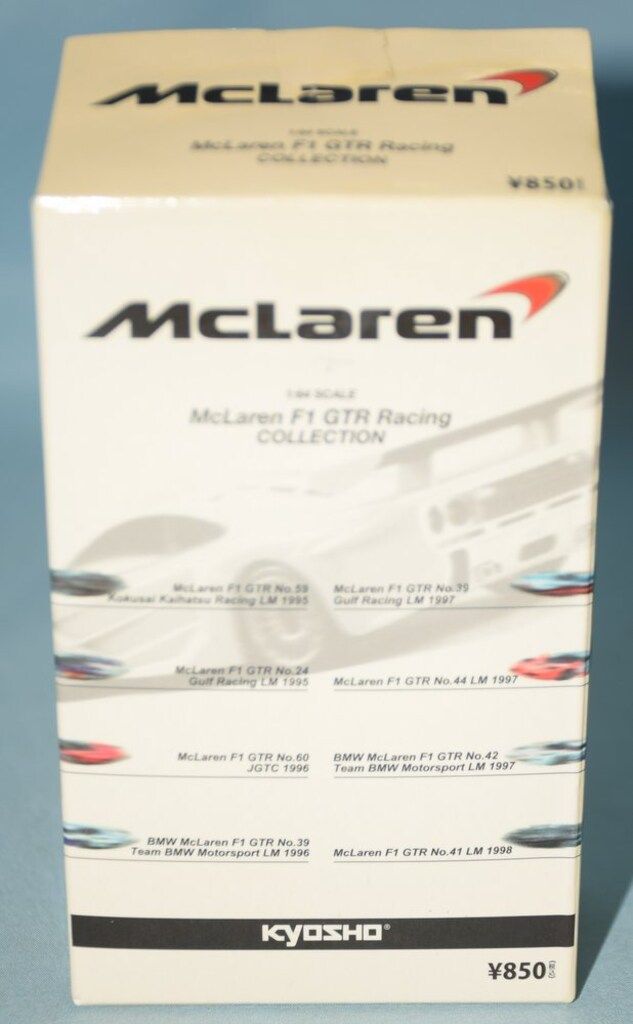 McLaren
1:64 SCALE
McLaren F1 GTR Racing
COLLECTION
¥850
McLaren
1:64 SCALE
McLaren F1 GTR Racing
COLLECTION
McLaren F1 GTR No.59
Kokusai Kaihatsu Racing LM 1995
McLaren F1 GTR No.39
Gulf Racing LM 1997
McLaren F1 GTR No.24
Gulf Racing LM 1995
McLaren F1 GTR No.44 LM 1997
McLaren F1 GTR No.60
JGTC 1996
BMW McLaren F1 GTR No.42
Team BMW Motorsport LM 1997
BMW McLaren F1 GTR No.39
Team BMW Motorsport LM 1996
McLaren F1 GTR No.41 LM 1998
KYOSHO®
¥850